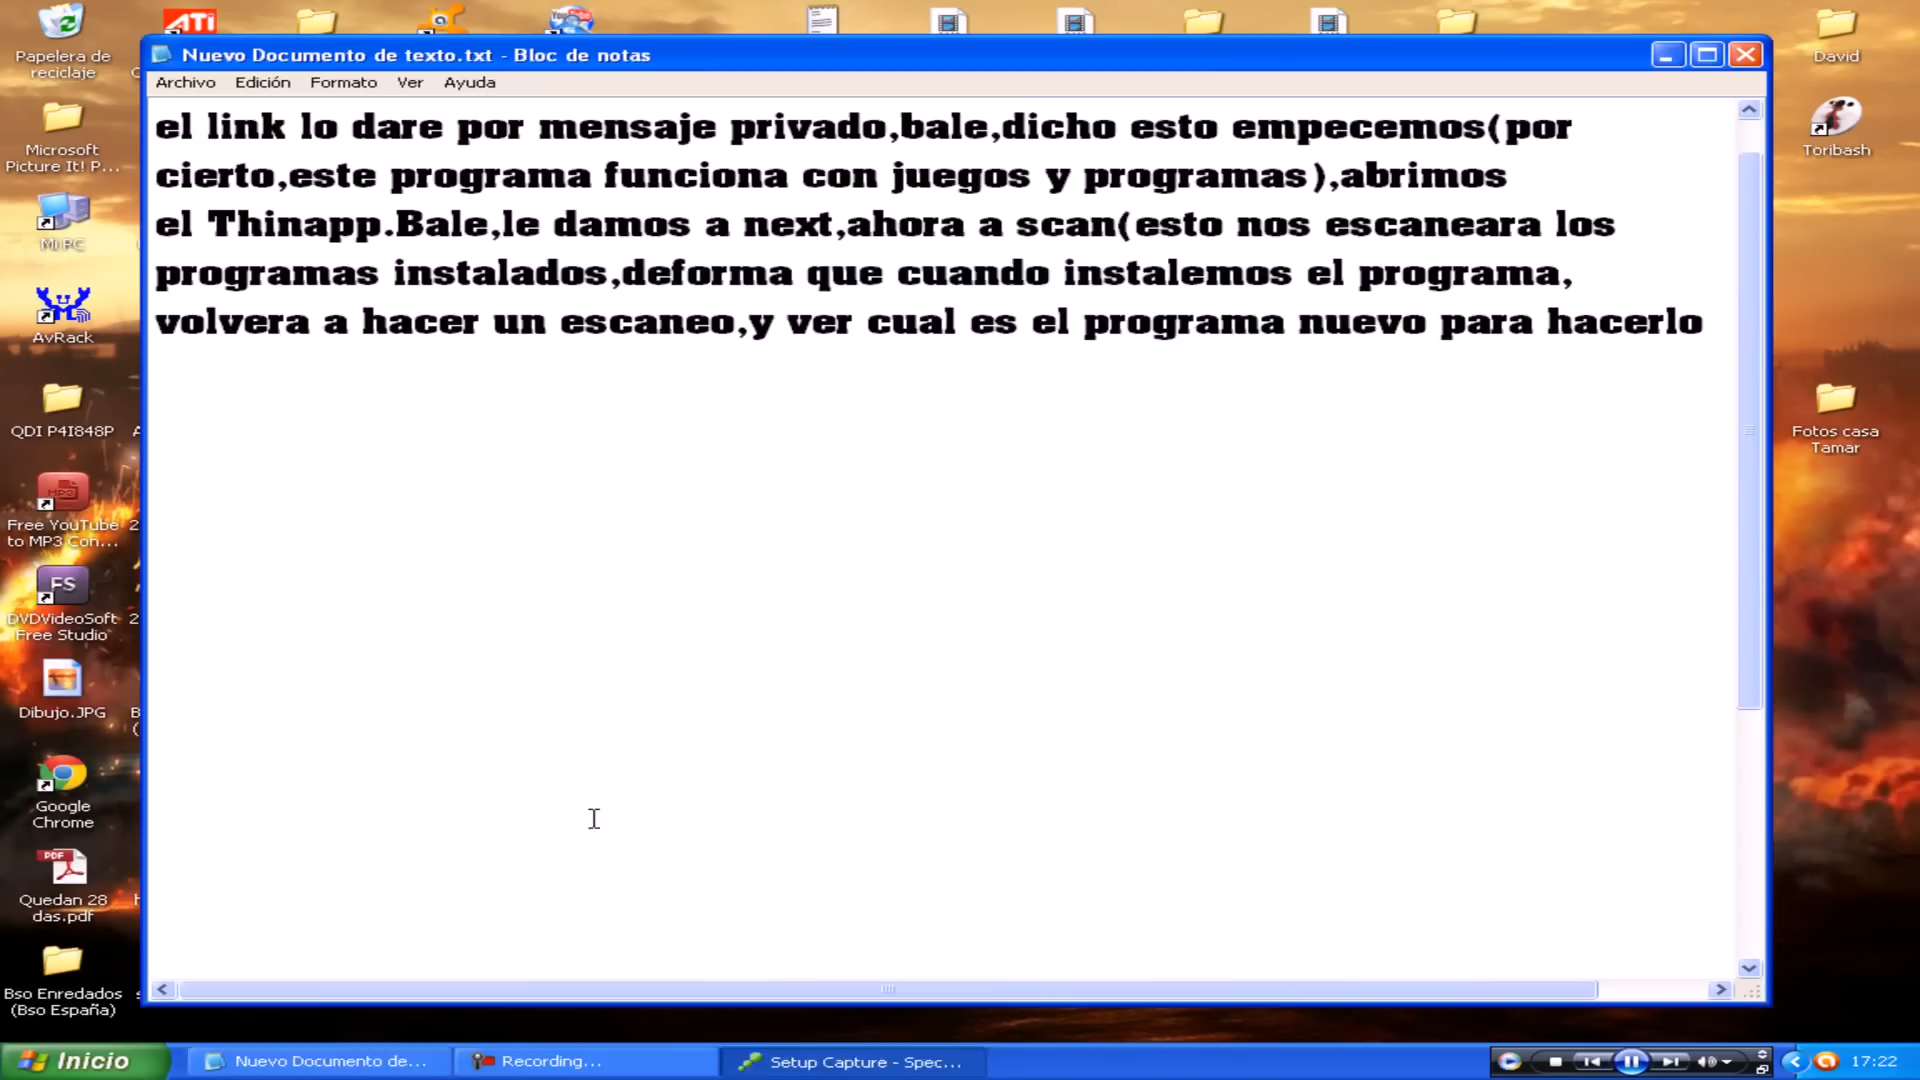 Nuevo Documento de texto.txt - Bloc de notas
Archivo Edición Formato Ver Ayuda
el link lo dare por mensaje privado,bale,dicho esto empecemos(por
cierto,este programa funciona con juegos y programas),abrimos
el Thinapp.Bale,le damos a next,ahora a scan(esto nos escaneara los
programas instalados,deforma que cuando instalemos el programa,
volvera a hacer un escaneo,y ver cual es el programa nuevo para hacerlo
Papelera de
reciclaje
Microsoft
Picture It! P...
Mi PC
AvRack
QDI P4I848P
Free YouTube
to MP3 Con...
FS
DVDVideoSoft
Free Studio
Dibujo.JPG
Google
Chrome
PDF
Quedan 28
das.pdf
Bso Enredados
(Bso España)
ATI
David
Toribash
Fotos casa
Tamar
Inicio
Nuevo Documento de...
Recording...
Setup Capture - Spec...
17:22